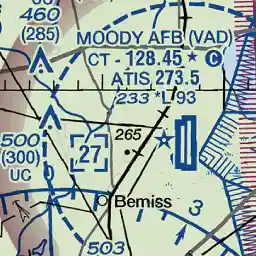 460
(285)
MOODY AFB (VAD)
CT - 128.45 ★ C
ATIS 273.5
233 *L 93
265
500
(300)
UC
[27]
Bemiss
3
503